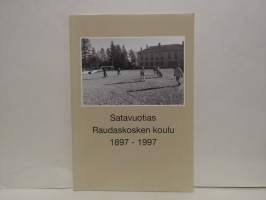 Satavuotias
Raudaskosken koulu
1897 - 1997